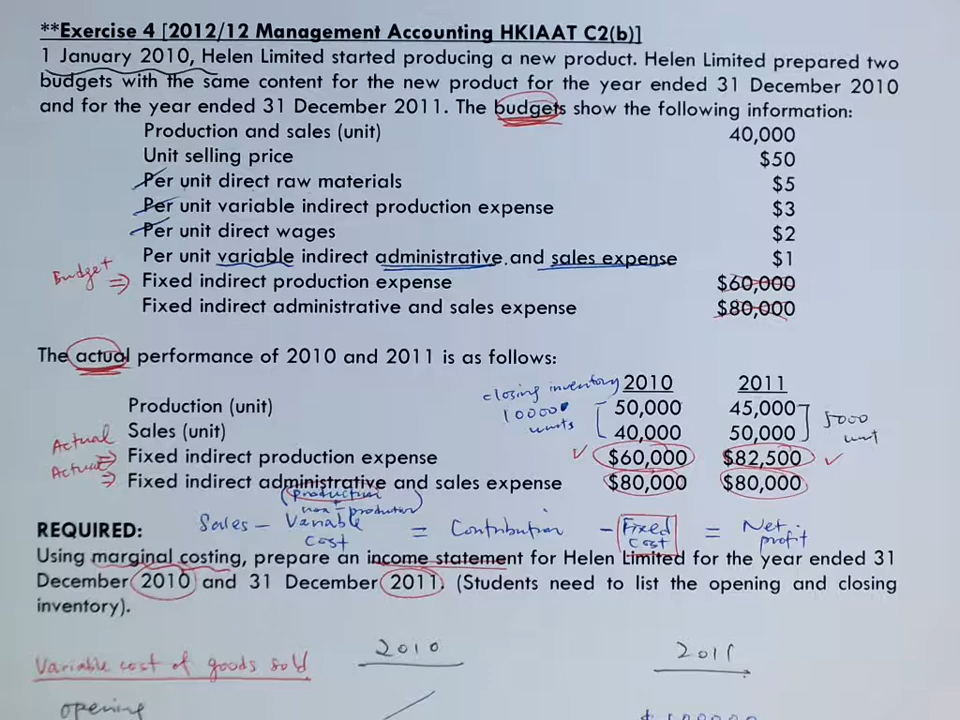 **Exercise 4 [2012/12 Management Accounting HKIAAT C2(b)]
1 January 2010, Helen Limited started producing a new product. Helen Limited prepared two
budgets with the same content for the new product for the year ended 31 December 2010
and for the year ended 31 December 2011. The budgets show the following information:
Production and sales (unit) 40,000
Unit selling price $50
Per unit direct raw materials $5
Per unit variable indirect production expense $3
Per unit direct wages $2
Per unit variable indirect administrative and sales expense $1
Budget ⇒ Fixed indirect production expense $60,000
Fixed indirect administrative and sales expense $80,000
The actual performance of 2010 and 2011 is as follows:
closing inventory 2010 2011
Production (unit) 10000 units 50,000 45,000 5000 unit
Sales (unit) 40,000 50,000
Actual ⇒ Fixed indirect production expense ✓ $60,000 $82,500 ✓
Actual ⇒ Fixed indirect administrative and sales expense $80,000 $80,000
(production + non-production)
REQUIRED: Sales - Variable cost = Contribution - Fixed cost = Net profit
Using marginal costing, prepare an income statement for Helen Limited for the year ended 31
December 2010 and 31 December 2011. (Students need to list the opening and closing
inventory).
2010 2011
Variable cost of goods sold
opening